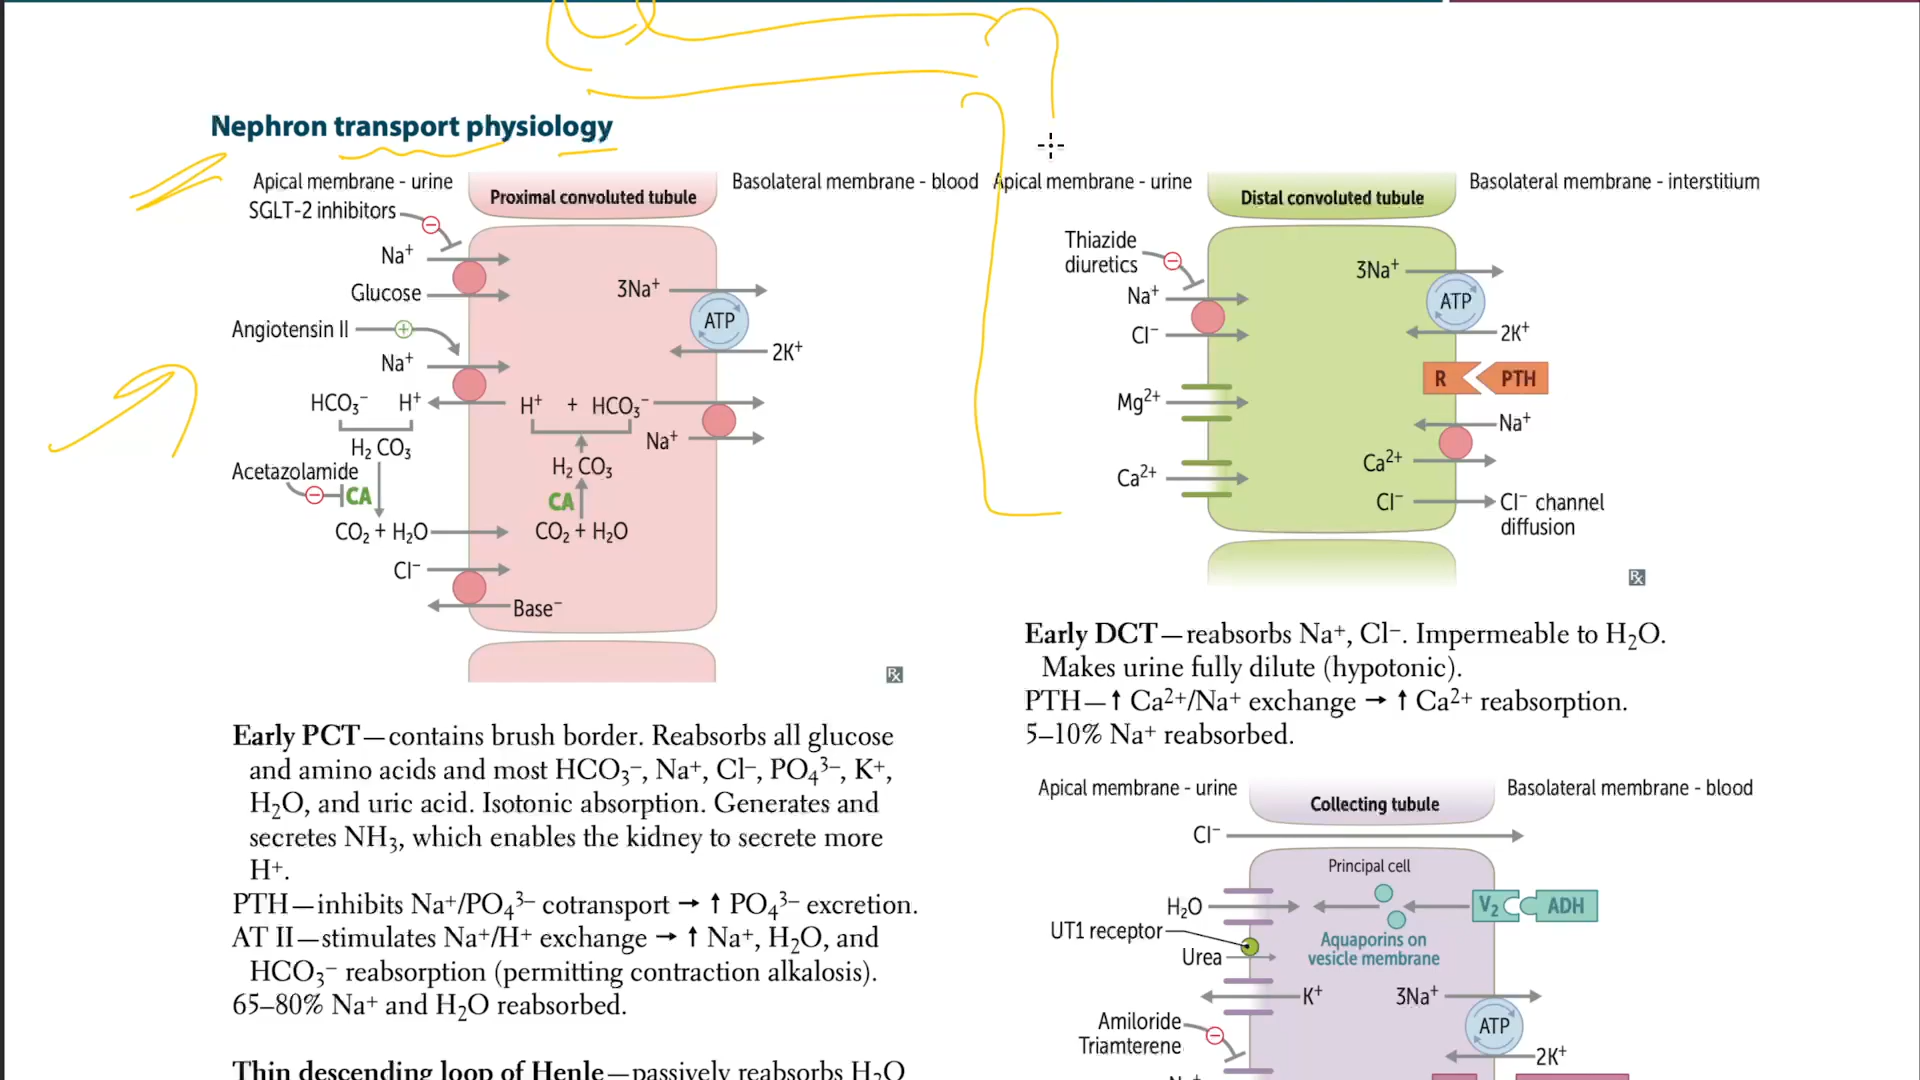 Nephron transport physiology
Apical membrane - urine
Proximal convoluted tubule
Basolateral membrane - blood
SGLT-2 inhibitors
Na⁺
Glucose
3Na⁺
ATP
Angiotensin II
2K⁺
Na⁺
HCO₃⁻ H⁺
H⁺ + HCO₃⁻
Na⁺
H₂ CO₃
H₂ CO₃
Acetazolamide
CA
CA
CO₂ + H₂O
CO₂ + H₂O
Cl⁻
Base⁻
Rx
Early PCT—contains brush border. Reabsorbs all glucose
and amino acids and most HCO₃⁻, Na⁺, Cl⁻, PO₄³⁻, K⁺,
H₂O, and uric acid. Isotonic absorption. Generates and
secretes NH₃, which enables the kidney to secrete more
H⁺.
PTH—inhibits Na⁺/PO₄³⁻ cotransport → ↑ PO₄³⁻ excretion.
AT II—stimulates Na⁺/H⁺ exchange → ↑ Na⁺, H₂O, and
HCO₃⁻ reabsorption (permitting contraction alkalosis).
65–80% Na⁺ and H₂O reabsorbed.
Thin descending loop of Henle—passively reabsorbs H₂O
Apical membrane - urine
Distal convoluted tubule
Basolateral membrane - interstitium
Thiazide
diuretics
Na⁺
3Na⁺
ATP
Cl⁻
2K⁺
R PTH
Mg²⁺
Na⁺
Ca²⁺
Ca²⁺
Cl⁻
Cl⁻ channel
diffusion
Rx
Early DCT—reabsorbs Na⁺, Cl⁻. Impermeable to H₂O.
Makes urine fully dilute (hypotonic).
PTH—↑ Ca²⁺/Na⁺ exchange → ↑ Ca²⁺ reabsorption.
5–10% Na⁺ reabsorbed.
Apical membrane - urine
Collecting tubule
Basolateral membrane - blood
Cl⁻
Principal cell
H₂O
V₂ ADH
UT1 receptor
Aquaporins on
vesicle membrane
Urea
K⁺
3Na⁺
ATP
Amiloride
Triamterene
2K⁺